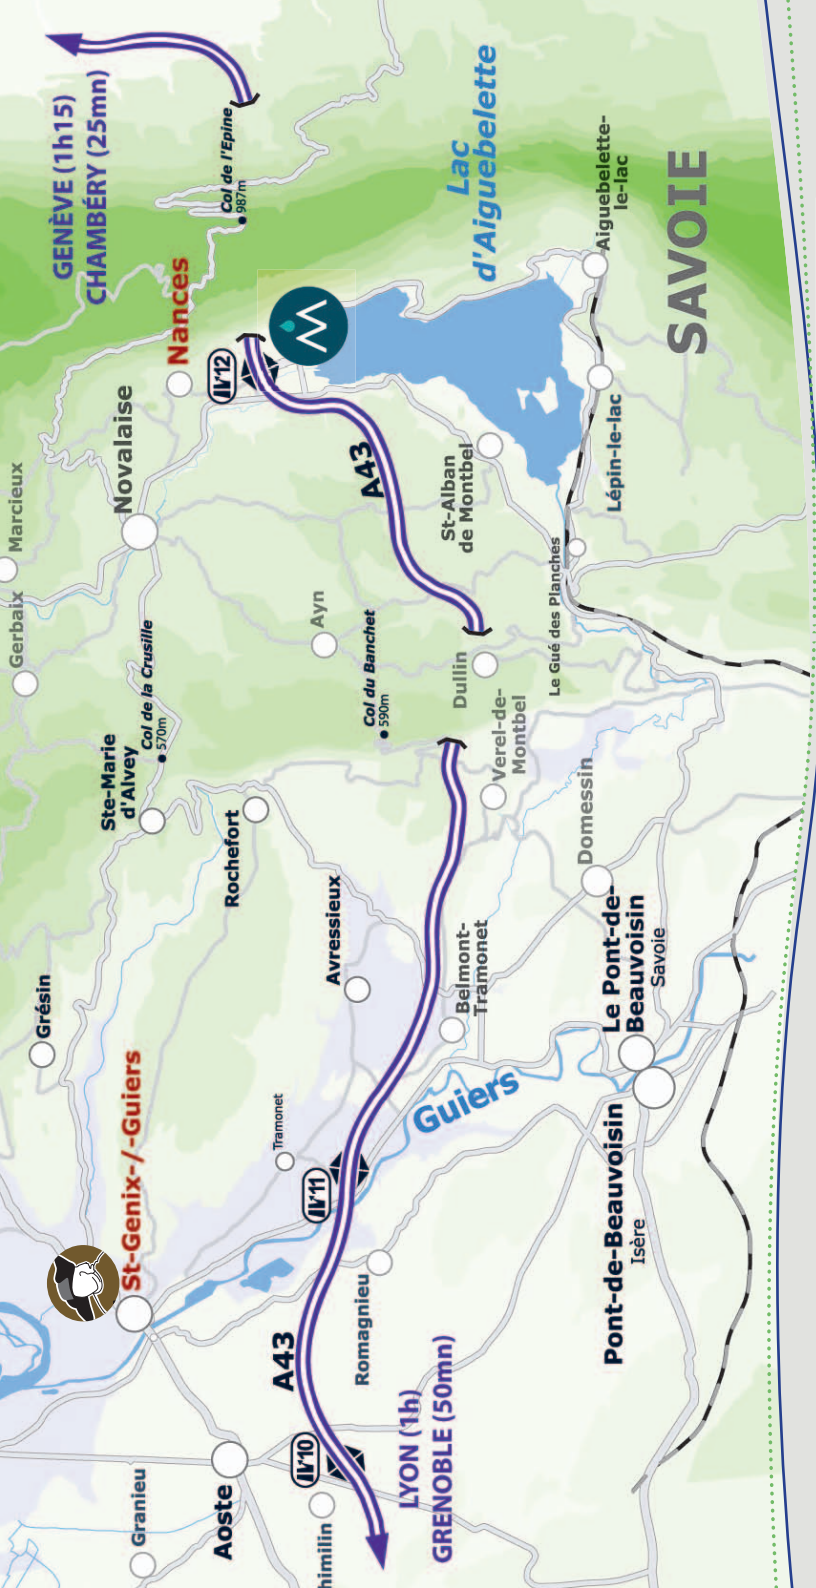 GENÈVE (1h15)
CHAMBÉRY (25mn)
Col de l'Epine
987m
Lac
d'Aiguebelette
Aiguebelette-
le-lac
SAVOIE
Nances
12
W
Novalaise
Marcieux
Gerbaix
A43
St-Alban
de Montbel
Lépin-le-lac
Le Gué des Planches
Ayn
Col du Banchet
590m
Dullin
Verel-de-
Montbel
Col de la Crusille
570m
Ste-Marie
d'Alvey
Rochefort
Avressieux
Domessin
Belmont-
Tramonet
Le Pont-de-
Beauvoisin
Savoie
Grésin
St-Genix-/-Guiers
Tramonet
Guiers
11
Pont-de-Beauvoisin
Isère
Romagnieu
A43
LYON (1h)
GRENOBLE (50mn)
10
Aoste
Granieu
himilin